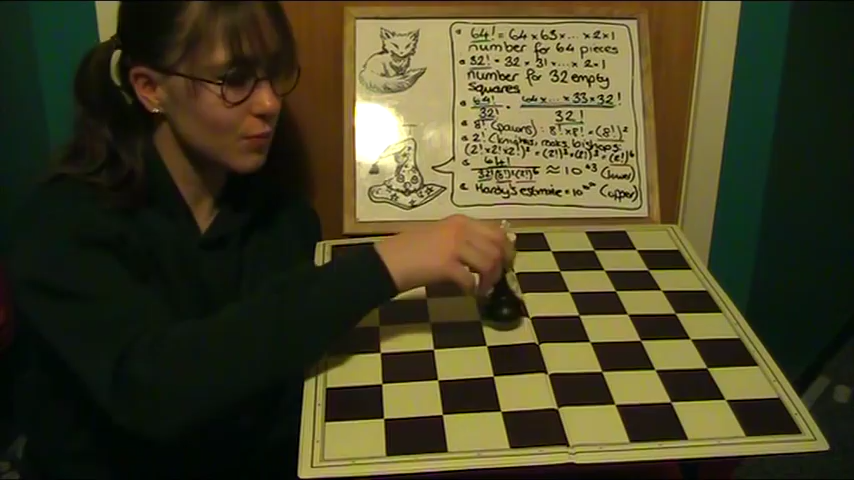 • 64! = 64 x 63 x ... x 2 x 1
number for 64 pieces
• 32! = 32 x 31 x ... x 2 x 1
number for 32 empty
squares
• 64! = 64 x ... x 33 x 32!
32! 32!
• 8! (pawns) : 8! x 8! = (8!)²
• 2! (knights, rooks, bishops:
(2! x 2! x 2!)² = (2!)³ x (2!)³ = (2!)⁶
• 64! ≈ 10⁴³ (lower)
32!(8!)²(2!)⁶
• Hardy's estimate = (upper)